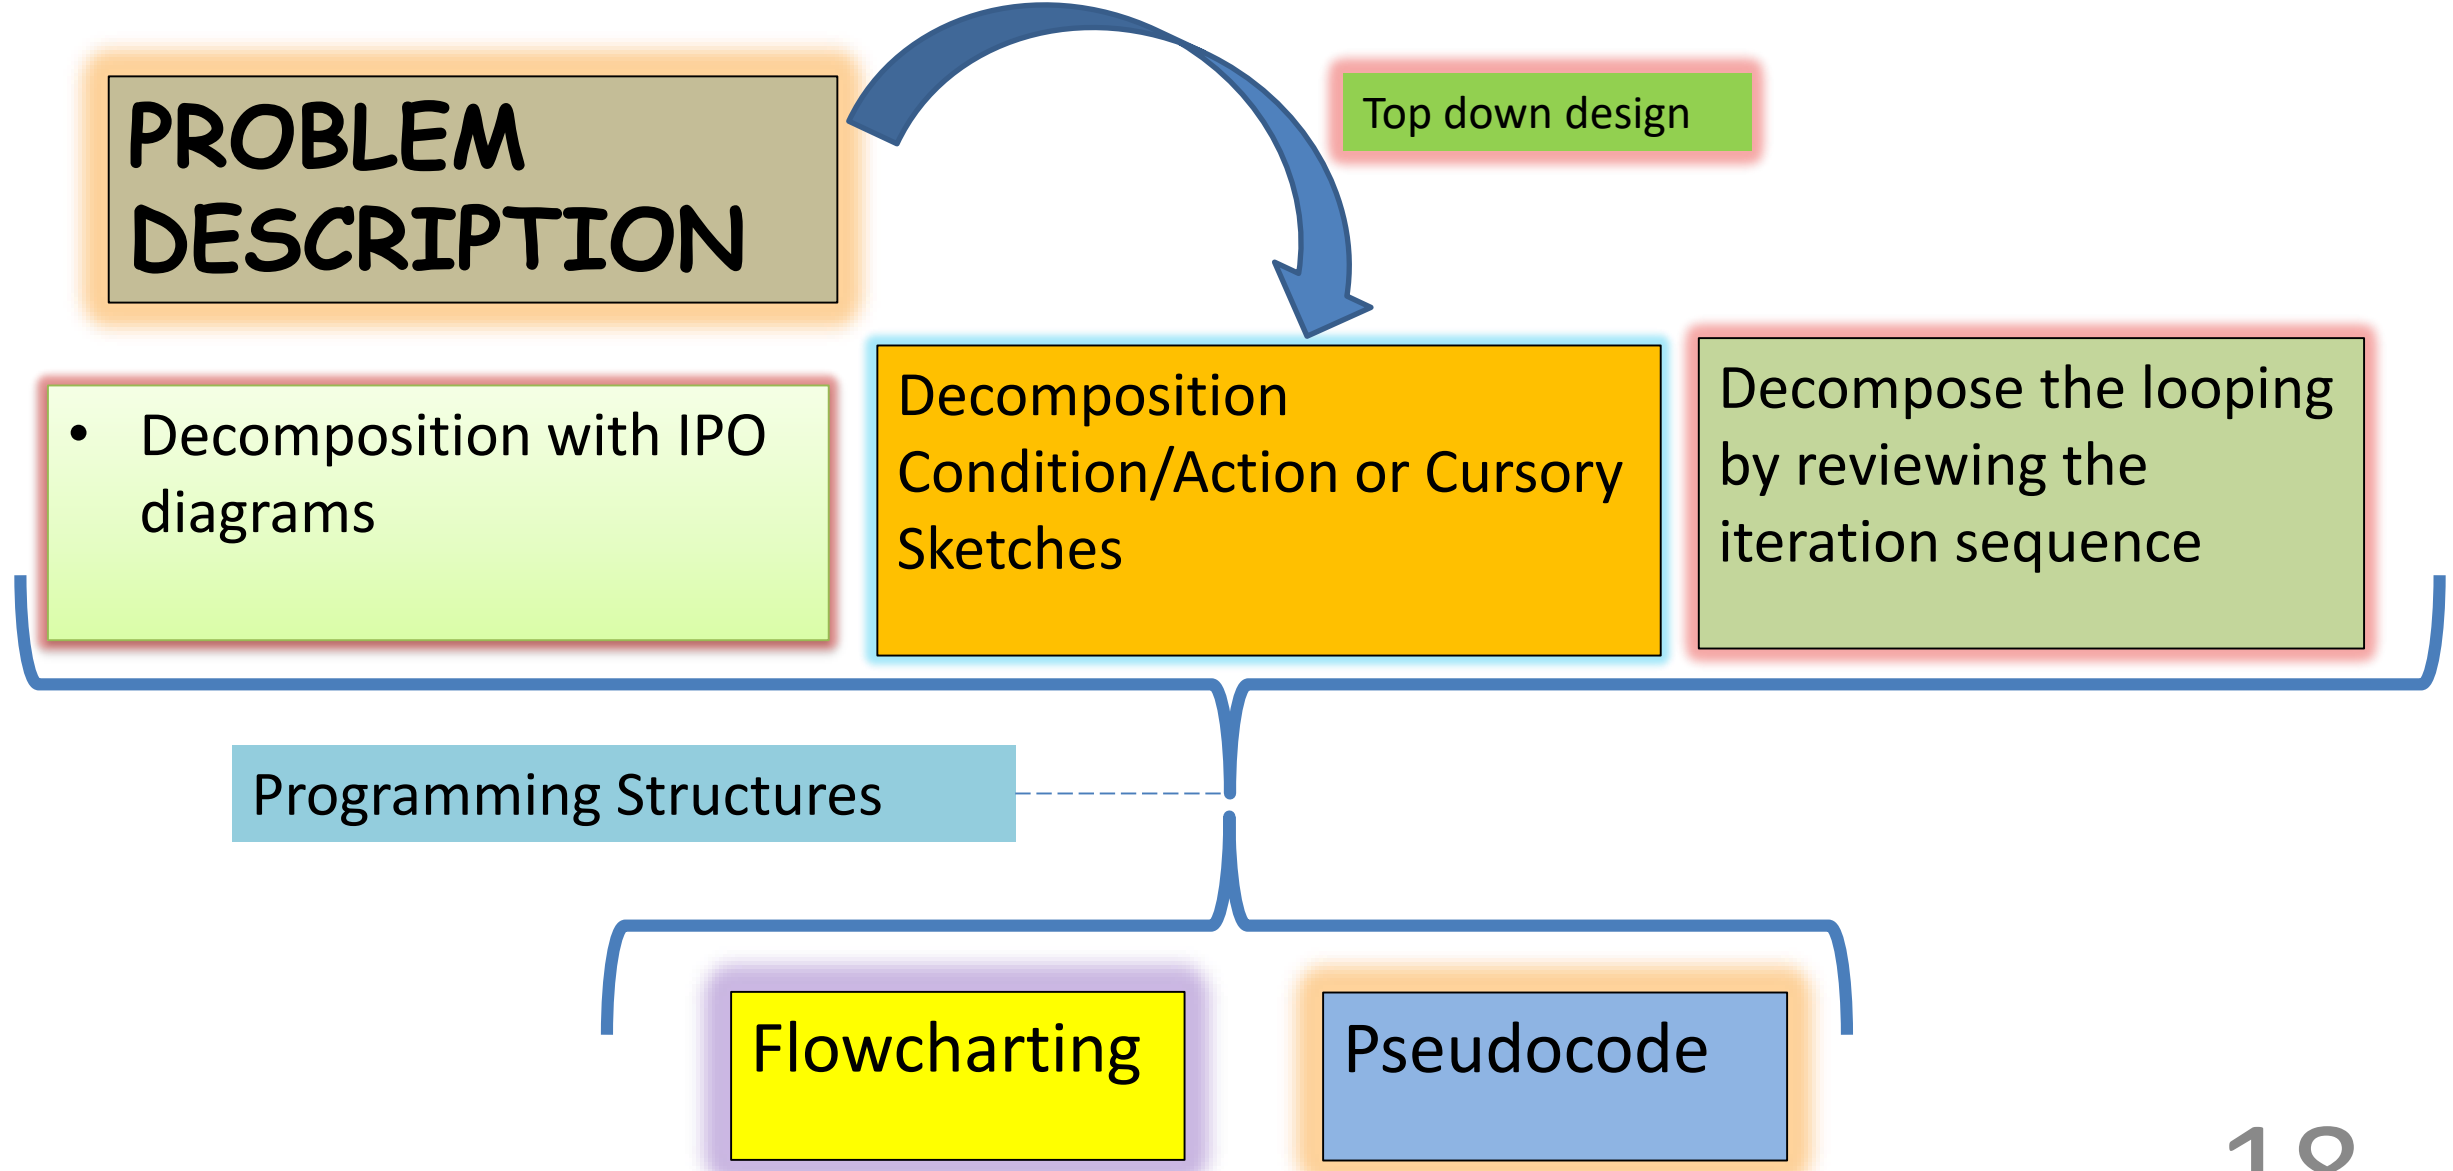 PROBLEM
DESCRIPTION
Top down design
• Decomposition with IPO
diagrams
Decomposition
Condition/Action or Cursory
Sketches
Decompose the looping
by reviewing the
iteration sequence
Programming Structures
Flowcharting
Pseudocode
18